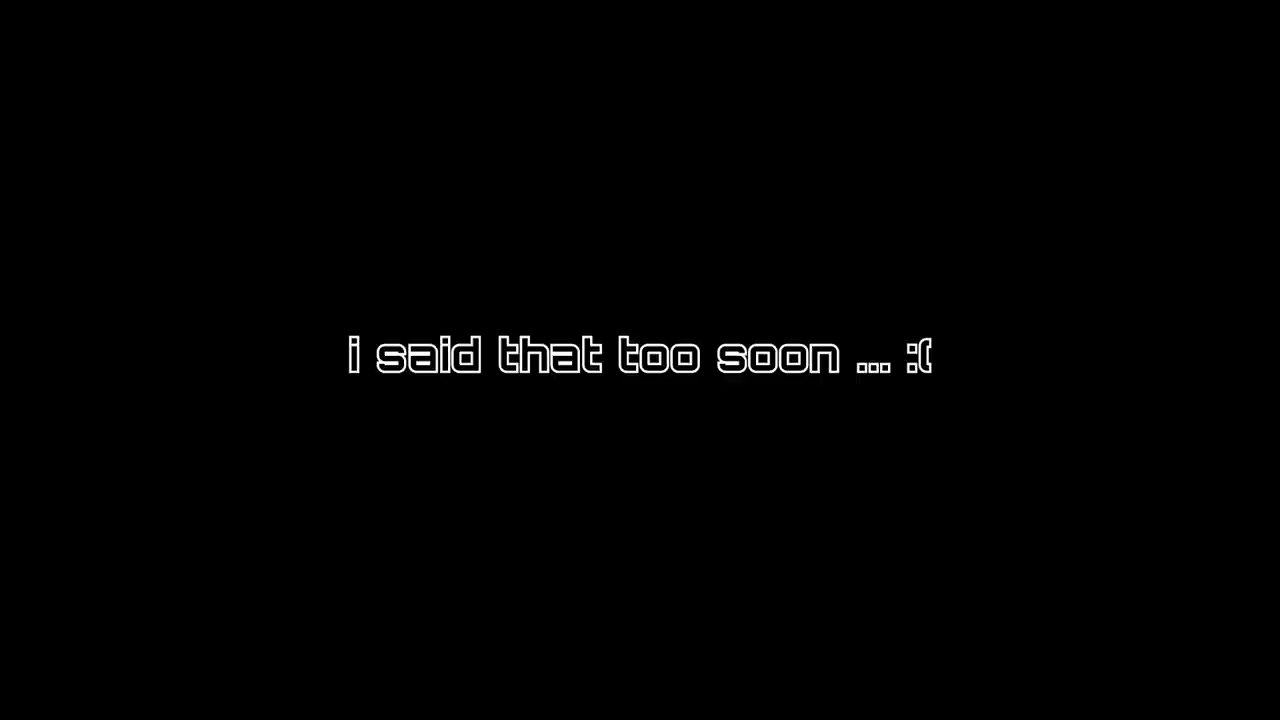 i said that too soon ... :(